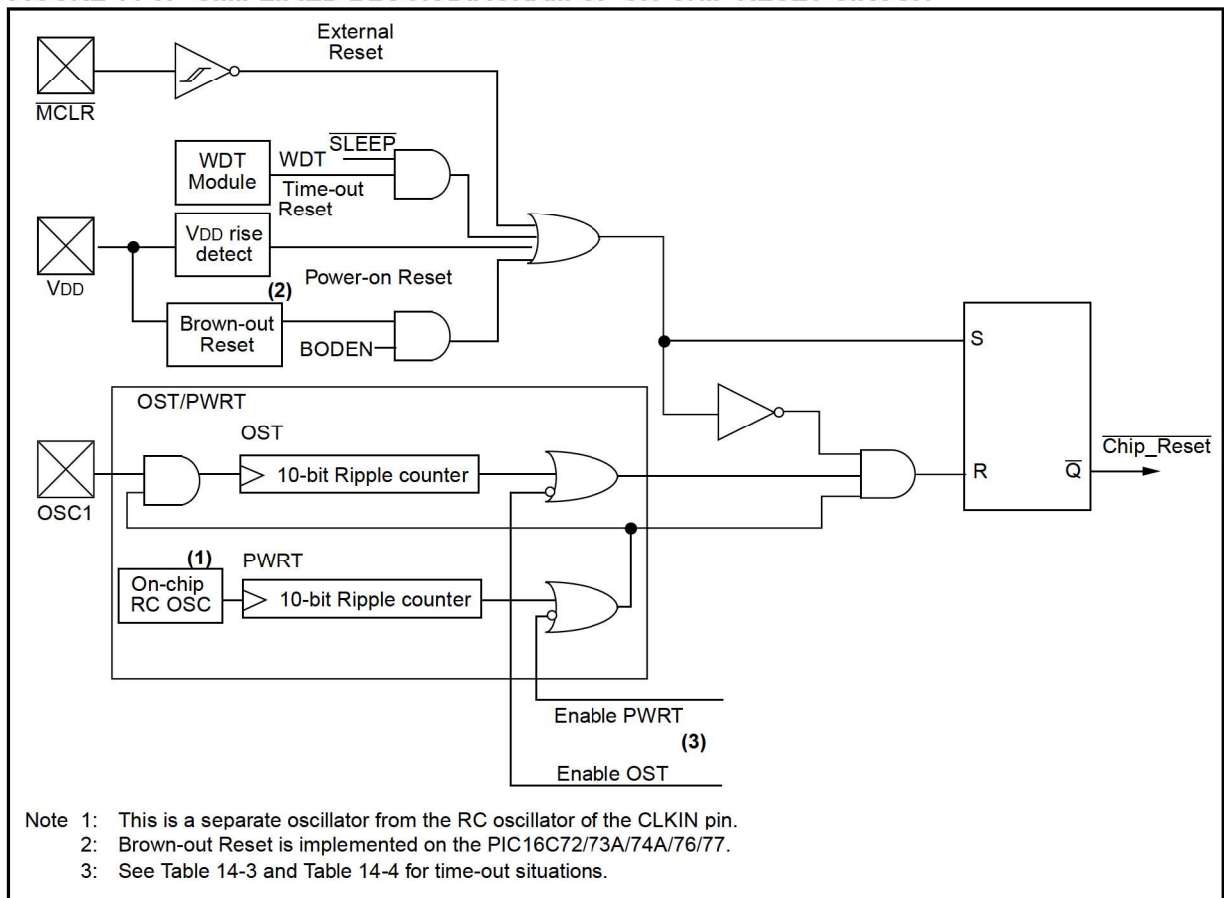 External
Reset
MCLR
SLEEP
WDT
Module
WDT
Time-out
Reset
VDD rise
detect
VDD
Power-on Reset
(2)
Brown-out
Reset
BODEN
S
OST/PWRT
OST
10-bit Ripple counter
OSC1
R
Q
Chip_Reset
(1)
PWRT
On-chip
RC OSC
10-bit Ripple counter
Enable PWRT
(3)
Enable OST
Note 1: This is a separate oscillator from the RC oscillator of the CLKIN pin.
2: Brown-out Reset is implemented on the PIC16C72/73A/74A/76/77.
3: See Table 14-3 and Table 14-4 for time-out situations.